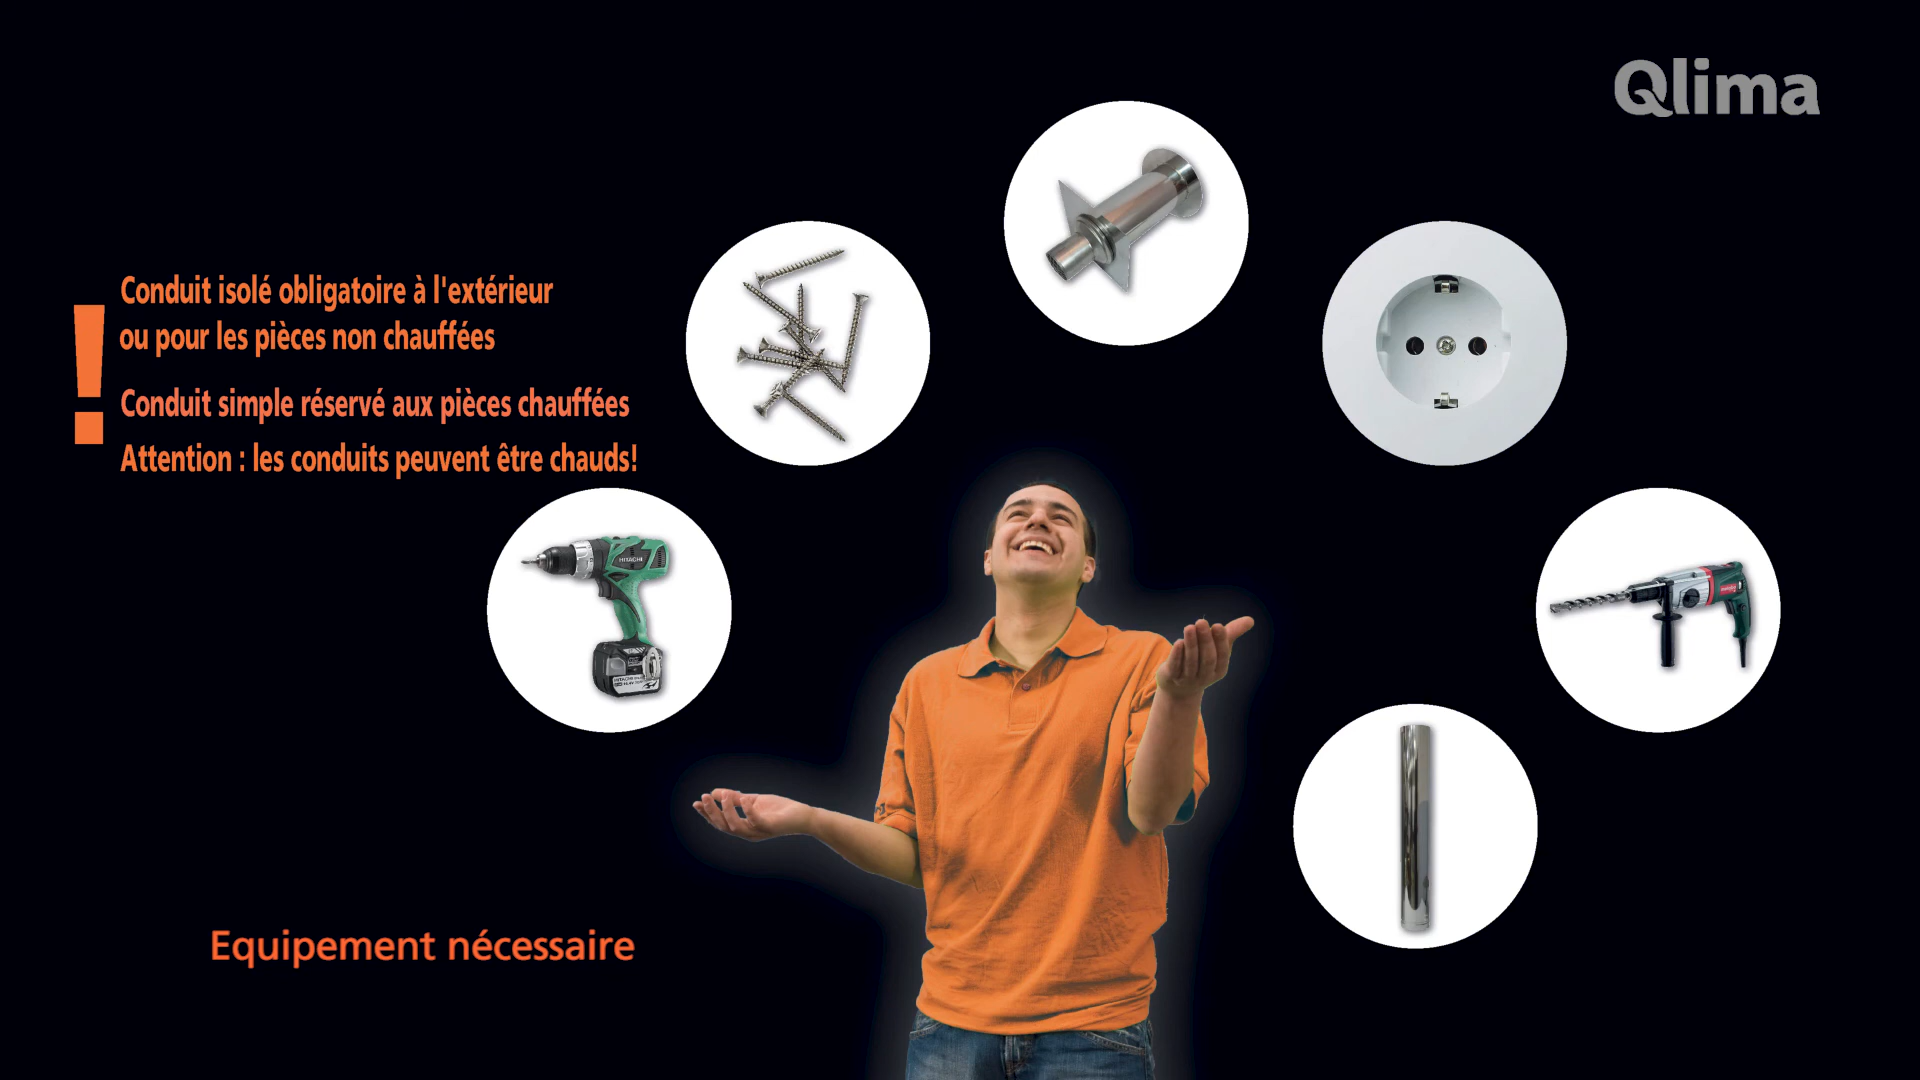 Qlima
Conduit isolé obligatoire à l'extérieur
ou pour les pièces non chauffées
!
Conduit simple réservé aux pièces chauffées
Attention : les conduits peuvent être chauds!
HITACHI
Equipement nécessaire